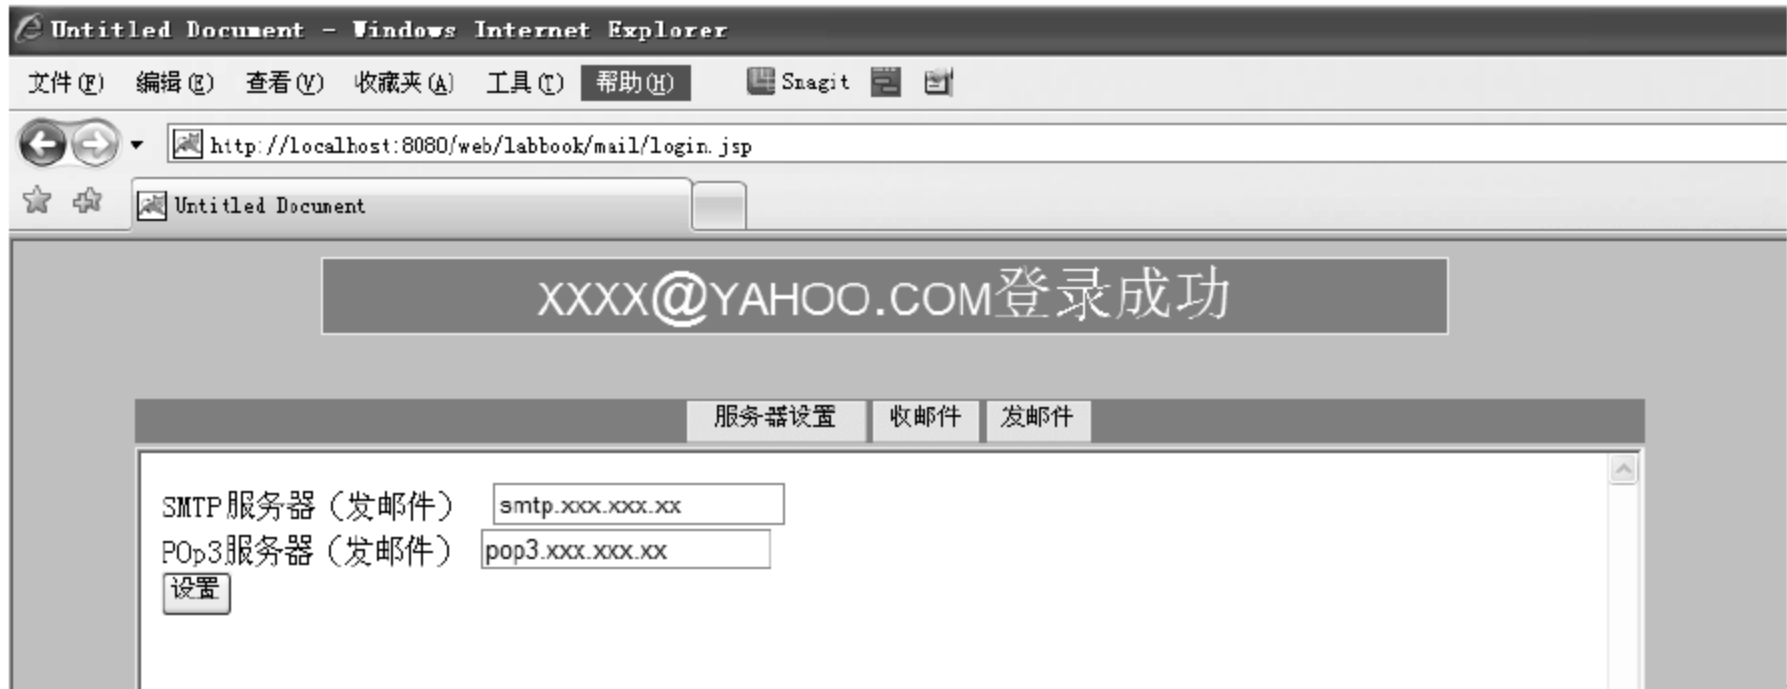 Untitled Document - Windows Internet Explorer
文件(F) 编辑(E) 查看(V) 收藏夹(A) 工具(T) 帮助(H) Snagit
http://localhost:8080/web/labbook/mail/login.jsp
Untitled Document
XXXX@YAHOO.COM登录成功
服务器设置 收邮件 发邮件
SMTP服务器（发邮件） smtp.xxx.xxx.xx
POp3服务器（发邮件） pop3.xxx.xxx.xx
设置